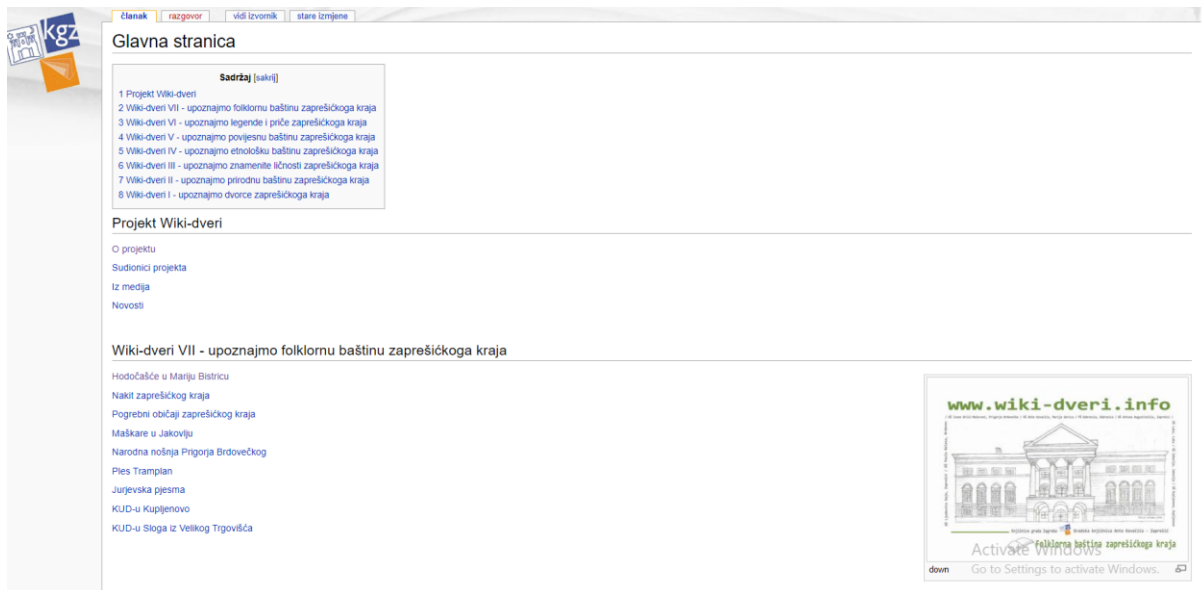 kgz
članak razgovor vidi izvornik stare izmjene
Glavna stranica
Sadržaj [sakrij]
1 Projekt Wiki-dveri
2 Wiki-dveri VII - upoznajmo folklornu baštinu zaprešićkoga kraja
3 Wiki-dveri VI - upoznajmo legende i priče zaprešićkoga kraja
4 Wiki-dveri V - upoznajmo povijesnu baštinu zaprešićkoga kraja
5 Wiki-dveri IV - upoznajmo etnološku baštinu zaprešićkoga kraja
6 Wiki-dveri III - upoznajmo znamenite ličnosti zaprešićkoga kraja
7 Wiki-dveri II - upoznajmo prirodnu baštinu zaprešićkoga kraja
8 Wiki-dveri I - upoznajmo dvorce zaprešićkoga kraja
Projekt Wiki-dveri
O projektu
Sudionici projekta
Iz medija
Novosti
Wiki-dveri VII - upoznajmo folklornu baštinu zaprešićkoga kraja
Hodočašće u Mariju Bistricu
Nakit zaprešićkog kraja
Pogrebni običaji zaprešićkog kraja
Maškare u Jakovlju
Narodna nošnja Prigorja Brdovečkog
Ples Tramplan
Jurjevska pjesma
KUD-u Kupljenovo
KUD-u Sloga iz Velikog Trgovišća
www.wiki-dveri.info
Folklorna baština zaprešićkoga kraja
down
Activate Windows
Go to Settings to activate Windows.